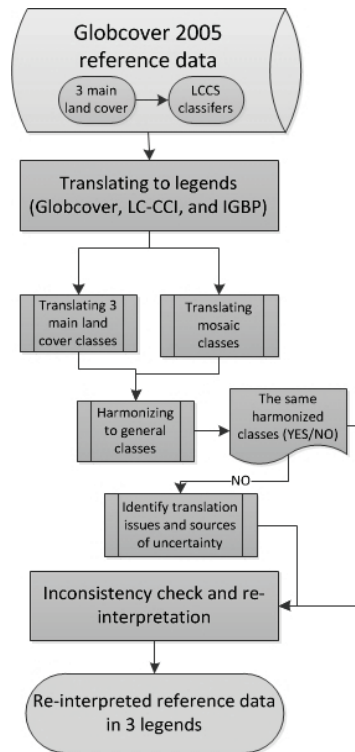 Globcover 2005
reference data
3 main
land cover
LCCS
classifers
Translating to legends
(Globcover, LC-CCI, and IGBP)
Translating 3
main land
cover classes
Translating
mosaic
classes
Harmonizing
to general
classes
The same
harmonized
classes (YES/NO)
NO
Identify translation
issues and sources
of uncertainty
Inconsistency check and re-
interpretation
Re-interpreted reference data
in 3 legends